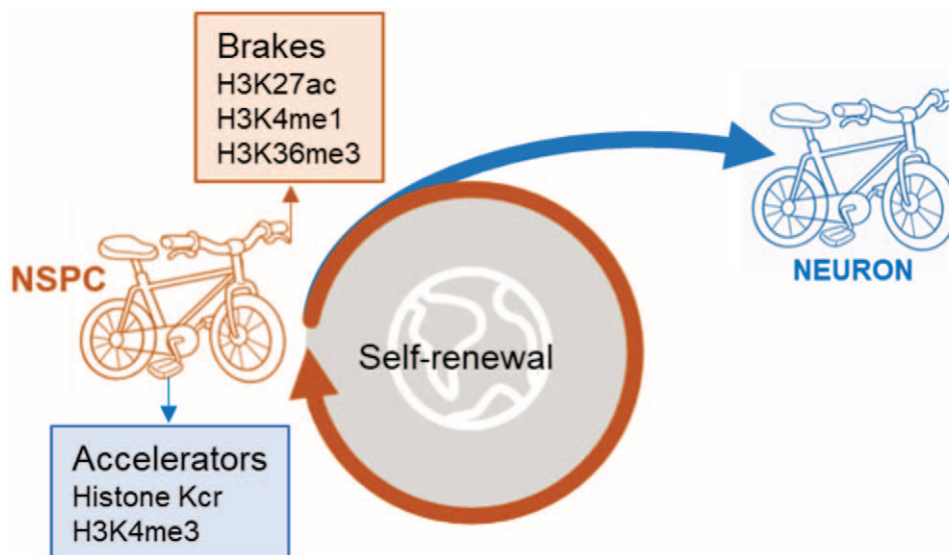 Brakes
H3K27ac
H3K4me1
H3K36me3
NSPC
NEURON
Self-renewal
Accelerators
Histone Kcr
H3K4me3